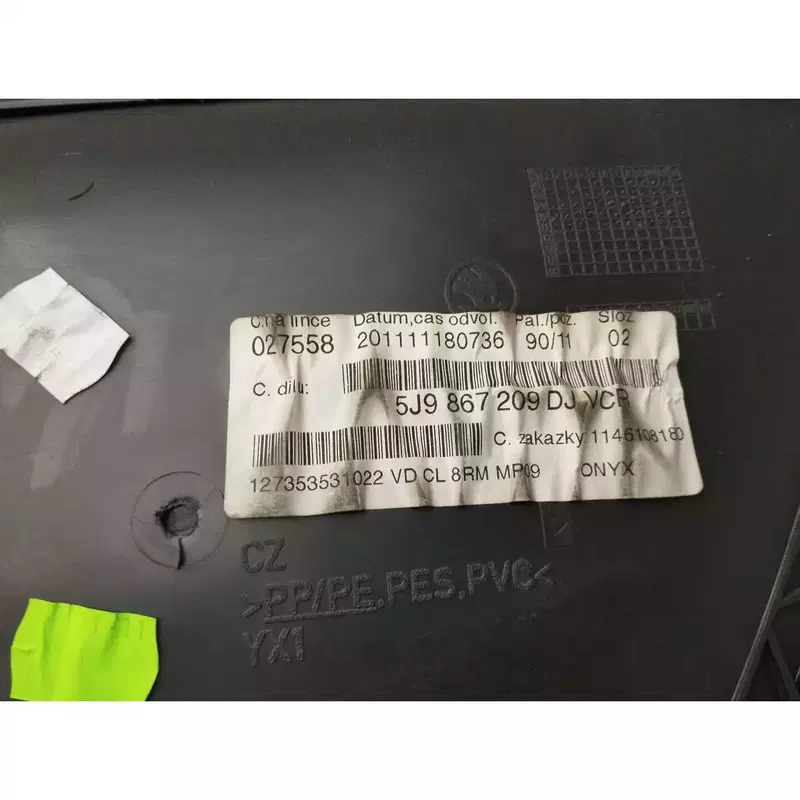 C.na lince Datum,cas odvol. Pal./poz. Sloz
027558 201111180736 90/11 02
C. dilu:
5J9 867 209 DJ VCP
C. zakazky: 1146108180
127353531022 VD CL 8RM MP09 ONYX
CZ
>PP/PE.PES.PVC<
YX1